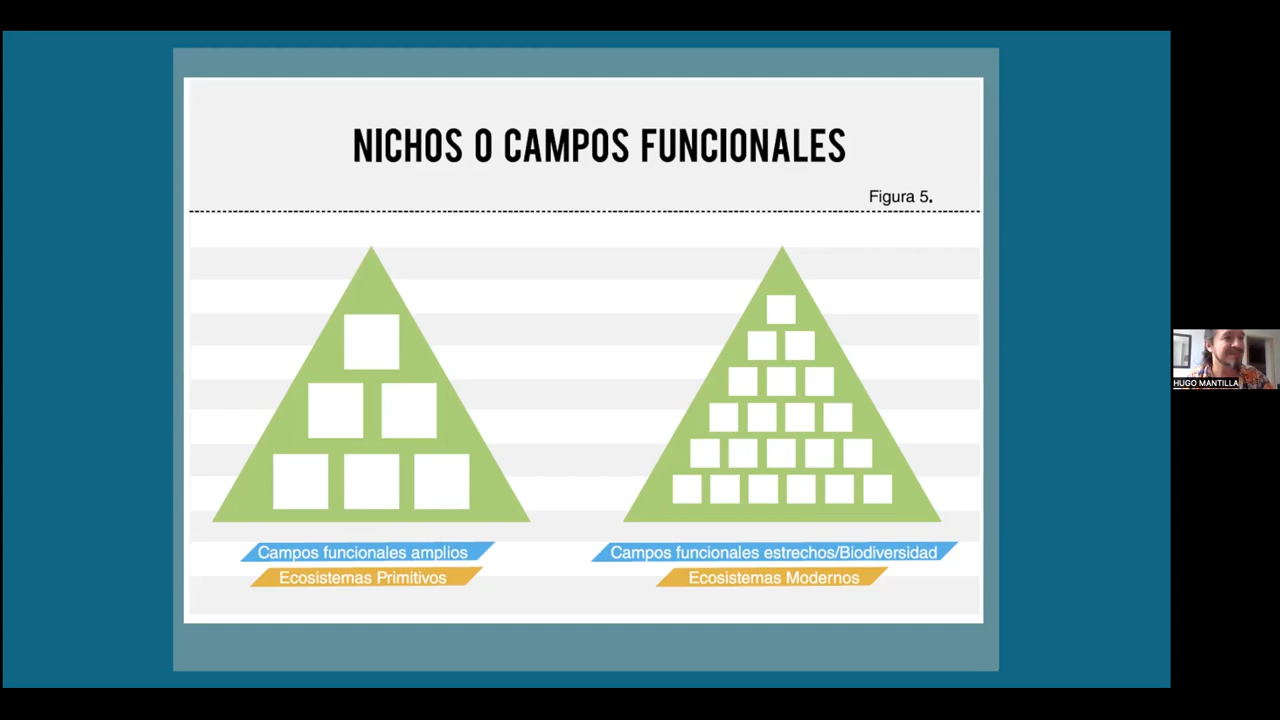 NICHOS O CAMPOS FUNCIONALES
Figura 5.
Campos funcionales amplios
Ecosistemas Primitivos
Campos funcionales estrechos/Biodiversidad
Ecosistemas Modernos
HUGO MANTILLA